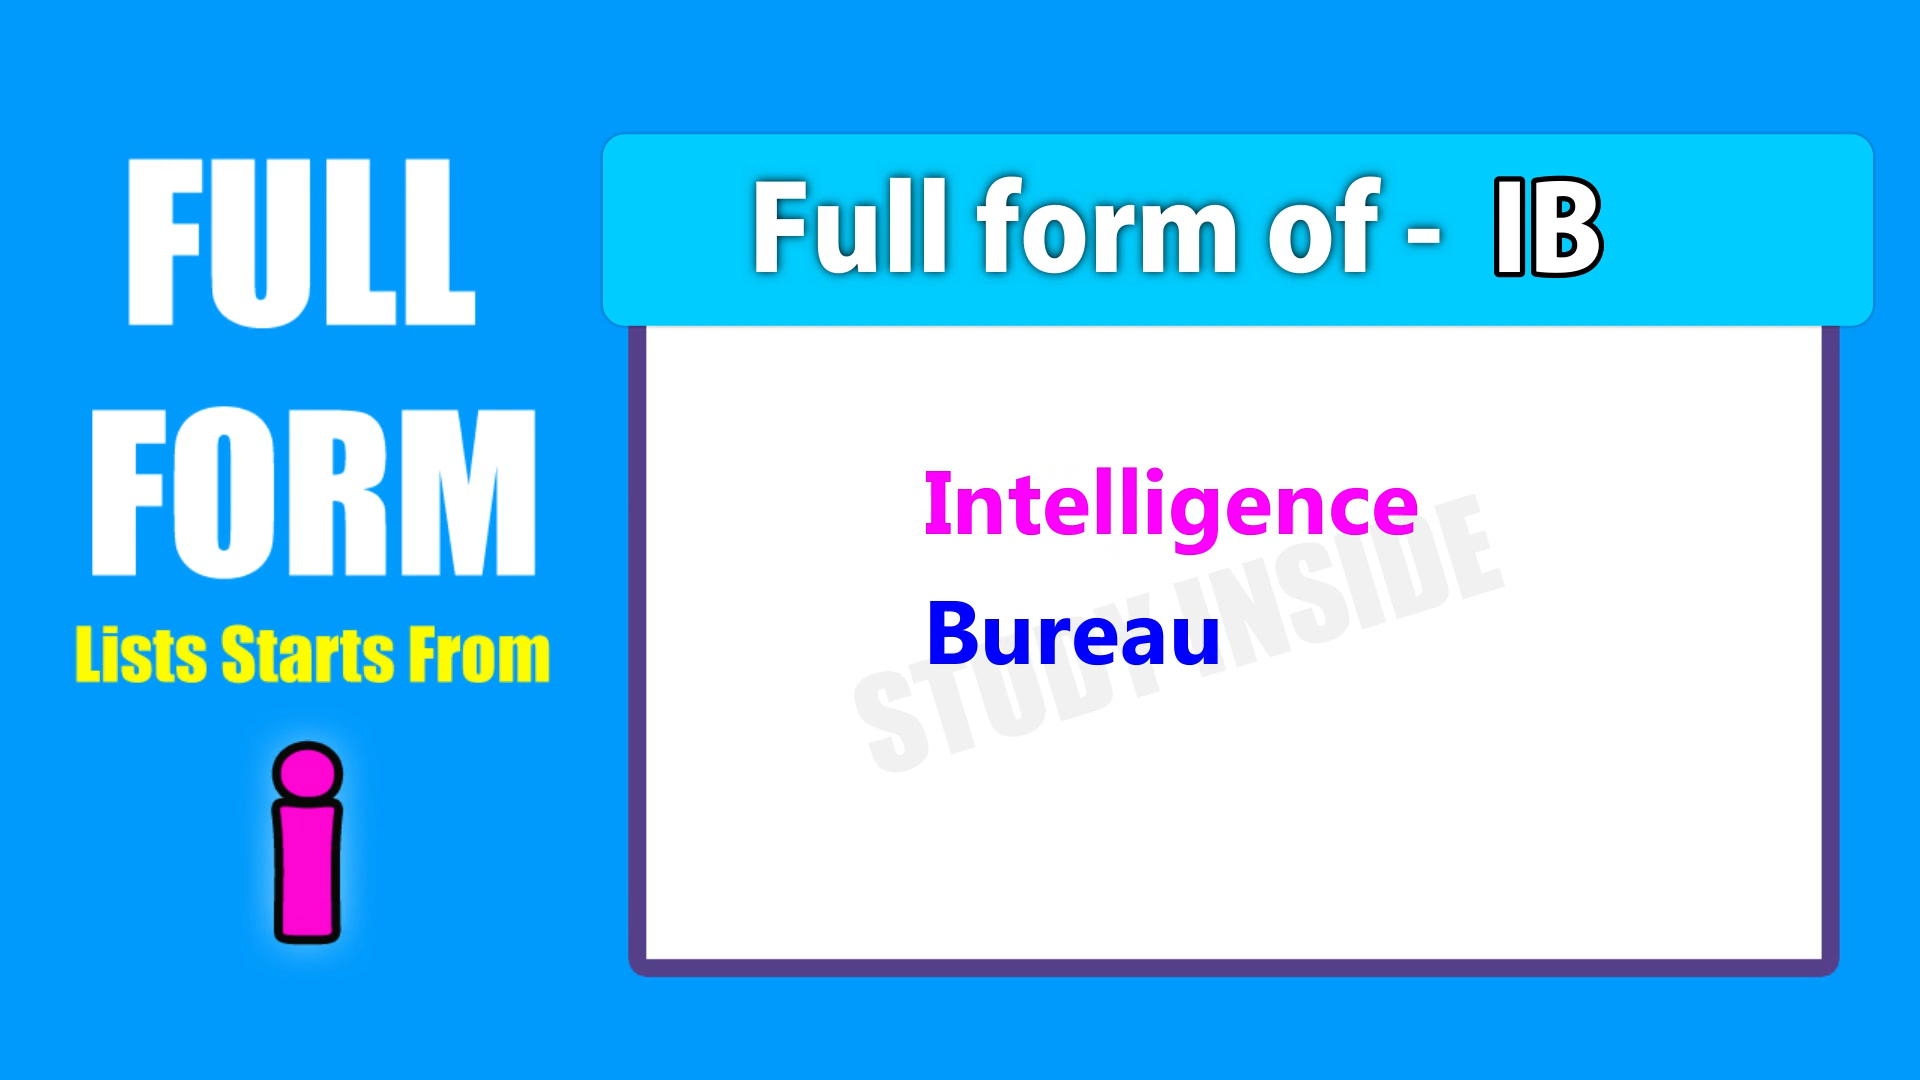 FULL
FORM
Lists Starts From
i
Full form of - IB
Intelligence
Bureau
STUDY INSIDE